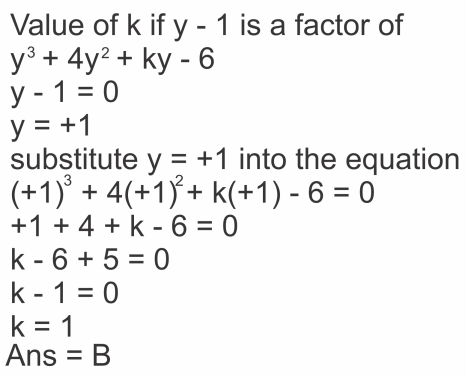 Value of k if y - 1 is a factor of
y³ + 4y² + ky - 6
y - 1 = 0
y = +1
substitute y = +1 into the equation
(+1)³ + 4(+1)² + k(+1) - 6 = 0
+1 + 4 + k - 6 = 0
k - 6 + 5 = 0
k - 1 = 0
k = 1
Ans = B